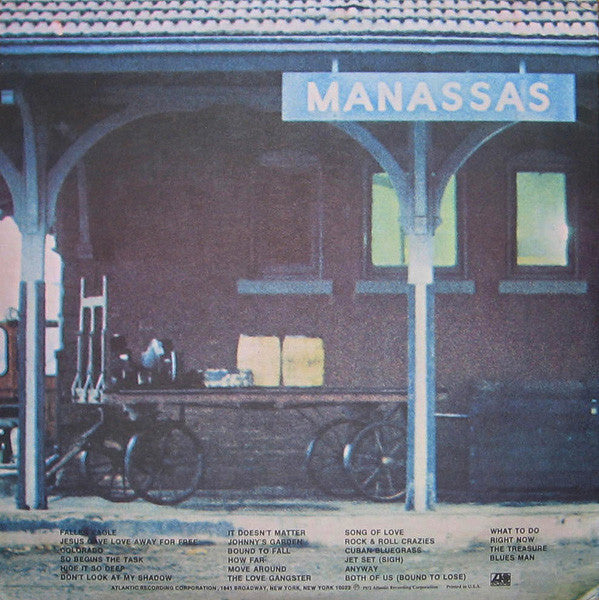 MANASSAS
FALLEN EAGLE
JESUS GAVE LOVE AWAY FOR FREE
COLORADO
SO BEGINS THE TASK
HIDE IT SO DEEP
DON'T LOOK AT MY SHADOW
IT DOESN'T MATTER
JOHNNY'S GARDEN
BOUND TO FALL
HOW FAR
MOVE AROUND
THE LOVE GANGSTER
SONG OF LOVE
ROCK & ROLL CRAZIES
CUBAN BLUEGRASS
JET SET (SIGH)
ANYWAY
BOTH OF US (BOUND TO LOSE)
WHAT TO DO
RIGHT NOW
THE TREASURE
BLUES MAN
ATLANTIC RECORDING CORPORATION, 1841 BROADWAY, NEW YORK, NEW YORK 10023 ℗ 1972 Atlantic Recording Corporation Printed in U.S.A.